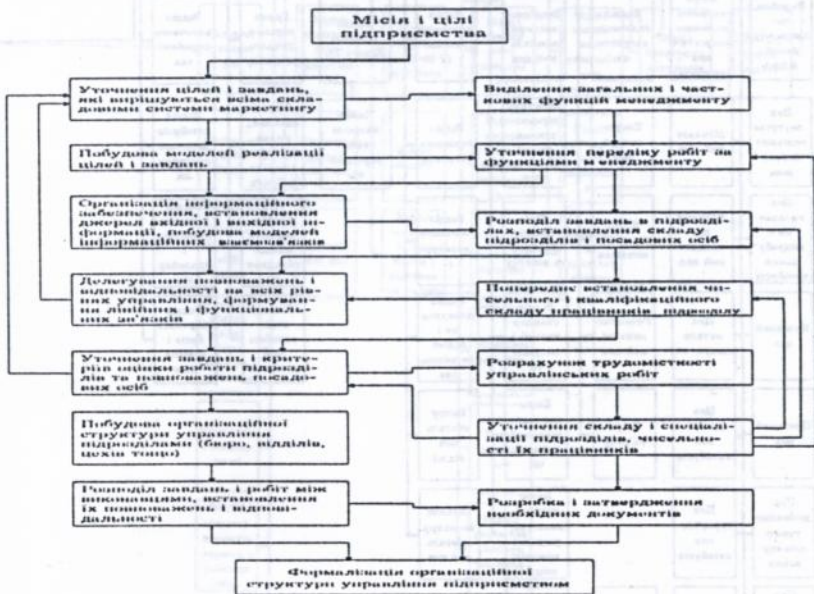 Місія і цілі
підприємства
Уточнення цілей і завдань,
які вирішуються всіма скла-
довими системи маркетингу
Виділення загальних і част-
кових функцій менеджменту
Побудова моделей реалізації
цілей і завдань
Уточнення переліку робіт за
функціями менеджменту
Організація інформаційного
забезпечення, встановлення
джерел вхідної і вихідної ін-
формації, побудова моделей
інформаційних взаємозв'язків
Розподіл завдань в підрозді-
лах, встановлення складу
підрозділів і посадових осіб
Делегування повноважень і
відповідальності на всіх рів-
нях управління, формуван-
ня лінійних і функціональ-
них зв'язків
Попереднє встановлення чи-
сельного і кваліфікаційного
складу працівників підрозділу
Уточнення завдань і крите-
ріїв оцінки роботи підрозді-
лів та повноважень посадо-
вих осіб
Розрахунок трудомісткості
управлінських робіт
Побудова організаційної
структури управління
підрозділами (бюро, відділів,
цехів тощо)
Уточнення складу і спеціалі-
зації підрозділів, чисельно-
сті їх працівників
Розподіл завдань і робіт між
виконавцями, встановлення
їх повноважень і відпові-
дальності
Розробка і затвердження
необхідних документів
Формалізація організаційної
структури управління підприємством